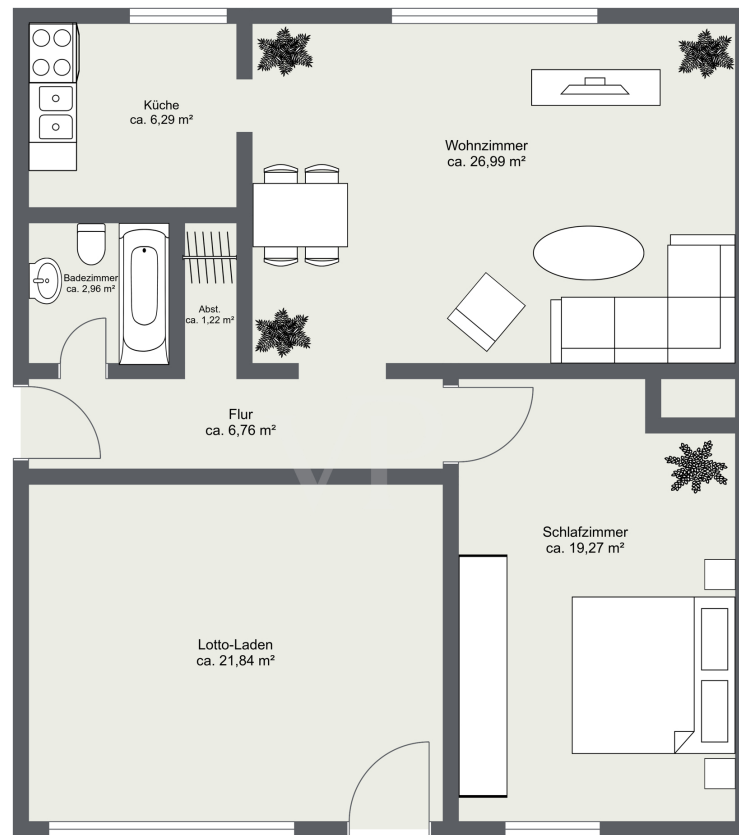 Küche
ca. 6,29 m²
Wohnzimmer
ca. 26,99 m²
Badezimmer
ca. 2,96 m²
Abst.
ca. 1,22 m²
Flur
ca. 6,76 m²
Schlafzimmer
ca. 19,27 m²
Lotto-Laden
ca. 21,84 m²